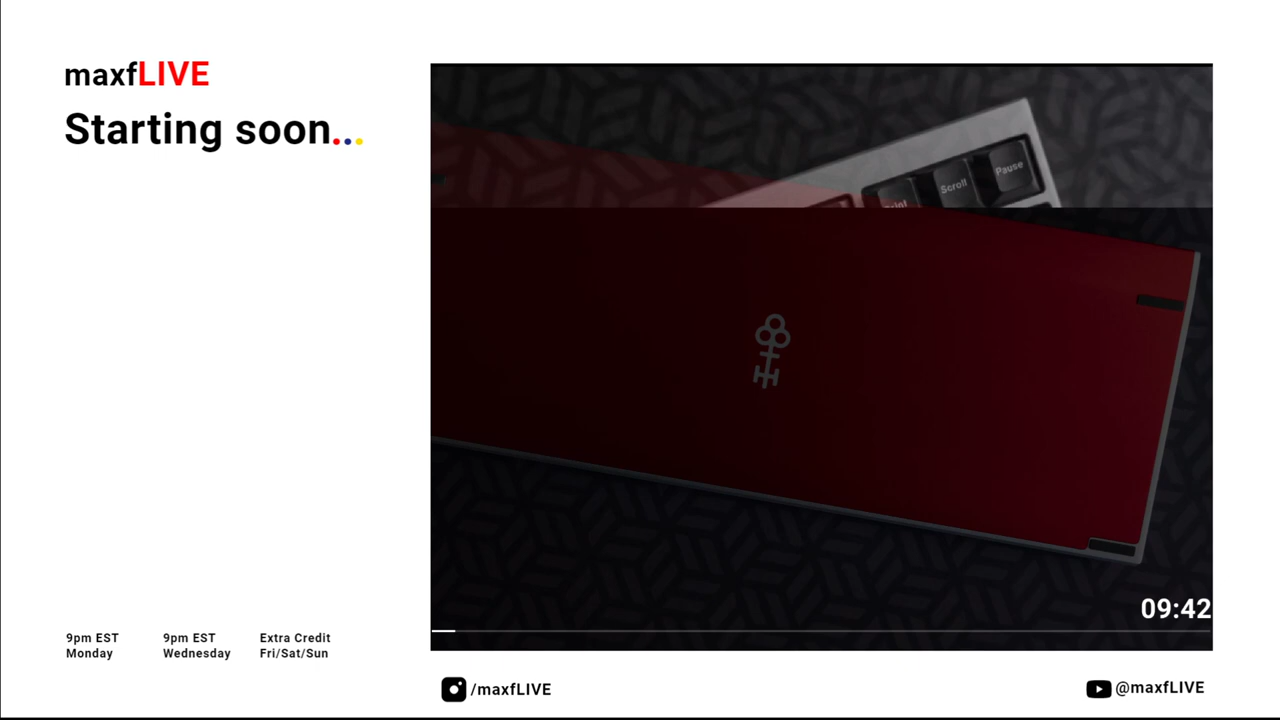 maxfLIVE
Starting soon...
Pause
Scroll
09:42
9pm EST
Monday
9pm EST
Wednesday
Extra Credit
Fri/Sat/Sun
/maxfLIVE
@maxfLIVE